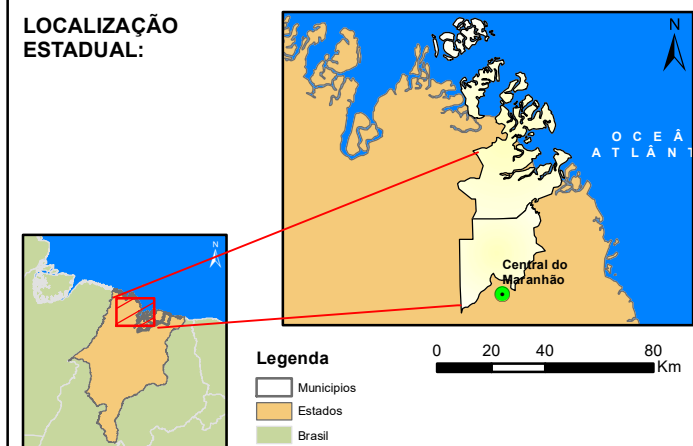 LOCALIZAÇÃO
ESTADUAL:
N
O C E Â
A T L Â N T
Central do
Maranhão
N
Legenda
Municipios
Estados
Brasil
0 20 40 80
Km